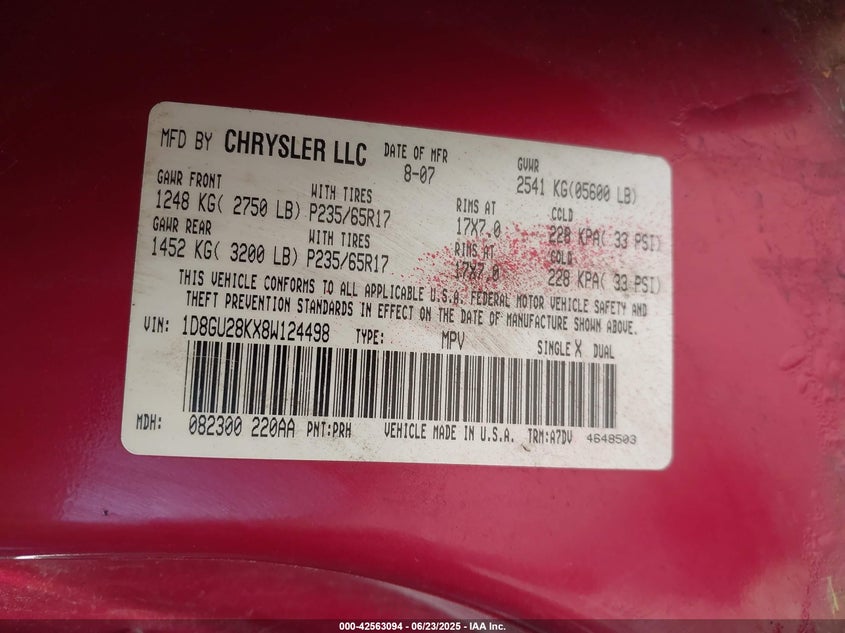 MFD BY CHRYSLER LLC DATE OF MFR 8-07 GVWR 2541 KG(05600 LB)
GAWR FRONT WITH TIRES RIMS AT COLD
1248 KG( 2750 LB) P235/65R17 17X7.0 228 KPA( 33 PSI)
GAWR REAR WITH TIRES RIMS AT COLD
1452 KG( 3200 LB) P235/65R17 17X7.0 228 KPA( 33 PSI)
THIS VEHICLE CONFORMS TO ALL APPLICABLE U.S.A. FEDERAL MOTOR VEHICLE SAFETY AND
THEFT PREVENTION STANDARDS IN EFFECT ON THE DATE OF MANUFACTURE SHOWN ABOVE.
VIN: 1D8GU28KX8W124498 TYPE: MPV SINGLE X DUAL
MDH: 082300 220AA PNT:PRH VEHICLE MADE IN U.S.A. TRM:A7DV 4648503
000-42563094 - 06/23/2025 - IAA Inc.